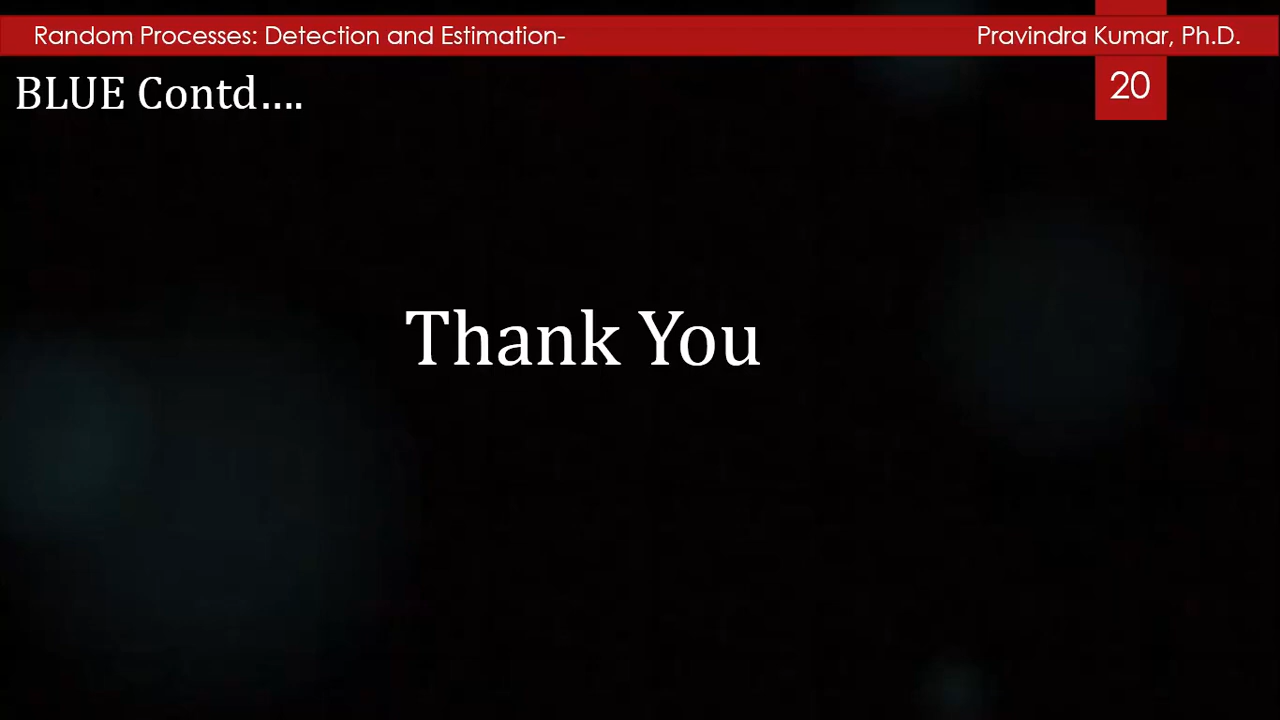 Random Processes: Detection and Estimation-
Pravindra Kumar, Ph.D.
20
BLUE Contd....
Thank You